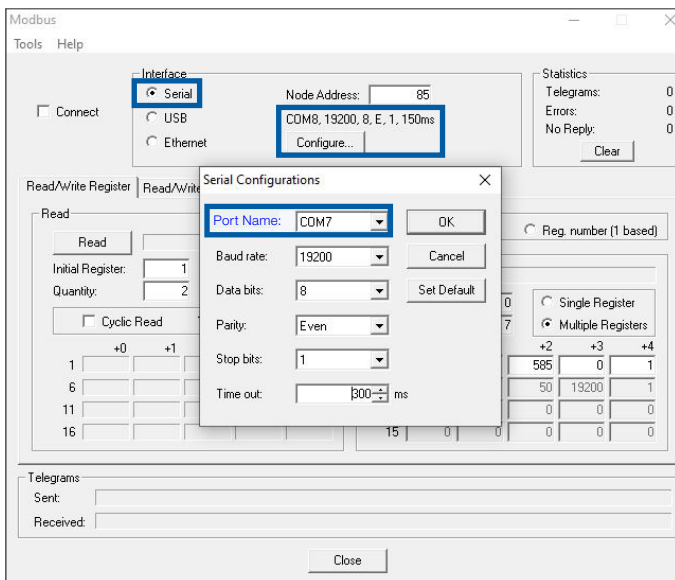 Modbus
Tools Help
Interface
Serial
USB
Ethernet
Connect
Node Address: 85
COM8, 19200, 8, E, 1, 150ms
Configure...
Statistics
Telegrams: 0
Errors: 0
No Reply: 0
Clear
Read/Write Register Read/Write
Read
Read
Initial Register: 1
Quantity: 2
Cyclic Read
+0 +1
1
6
11
16
Serial Configurations
Port Name: COM7
Baud rate: 19200
Data bits: 8
Parity: Even
Stop bits: 1
Time out: 300 ms
OK
Cancel
Set Default
Reg. number (1 based)
0 Single Register
7 Multiple Registers
+2 +3 +4
585 0 1
50 19200 1
0 0 0
15 0 0 0 0 0
Telegrams
Sent:
Received:
Close